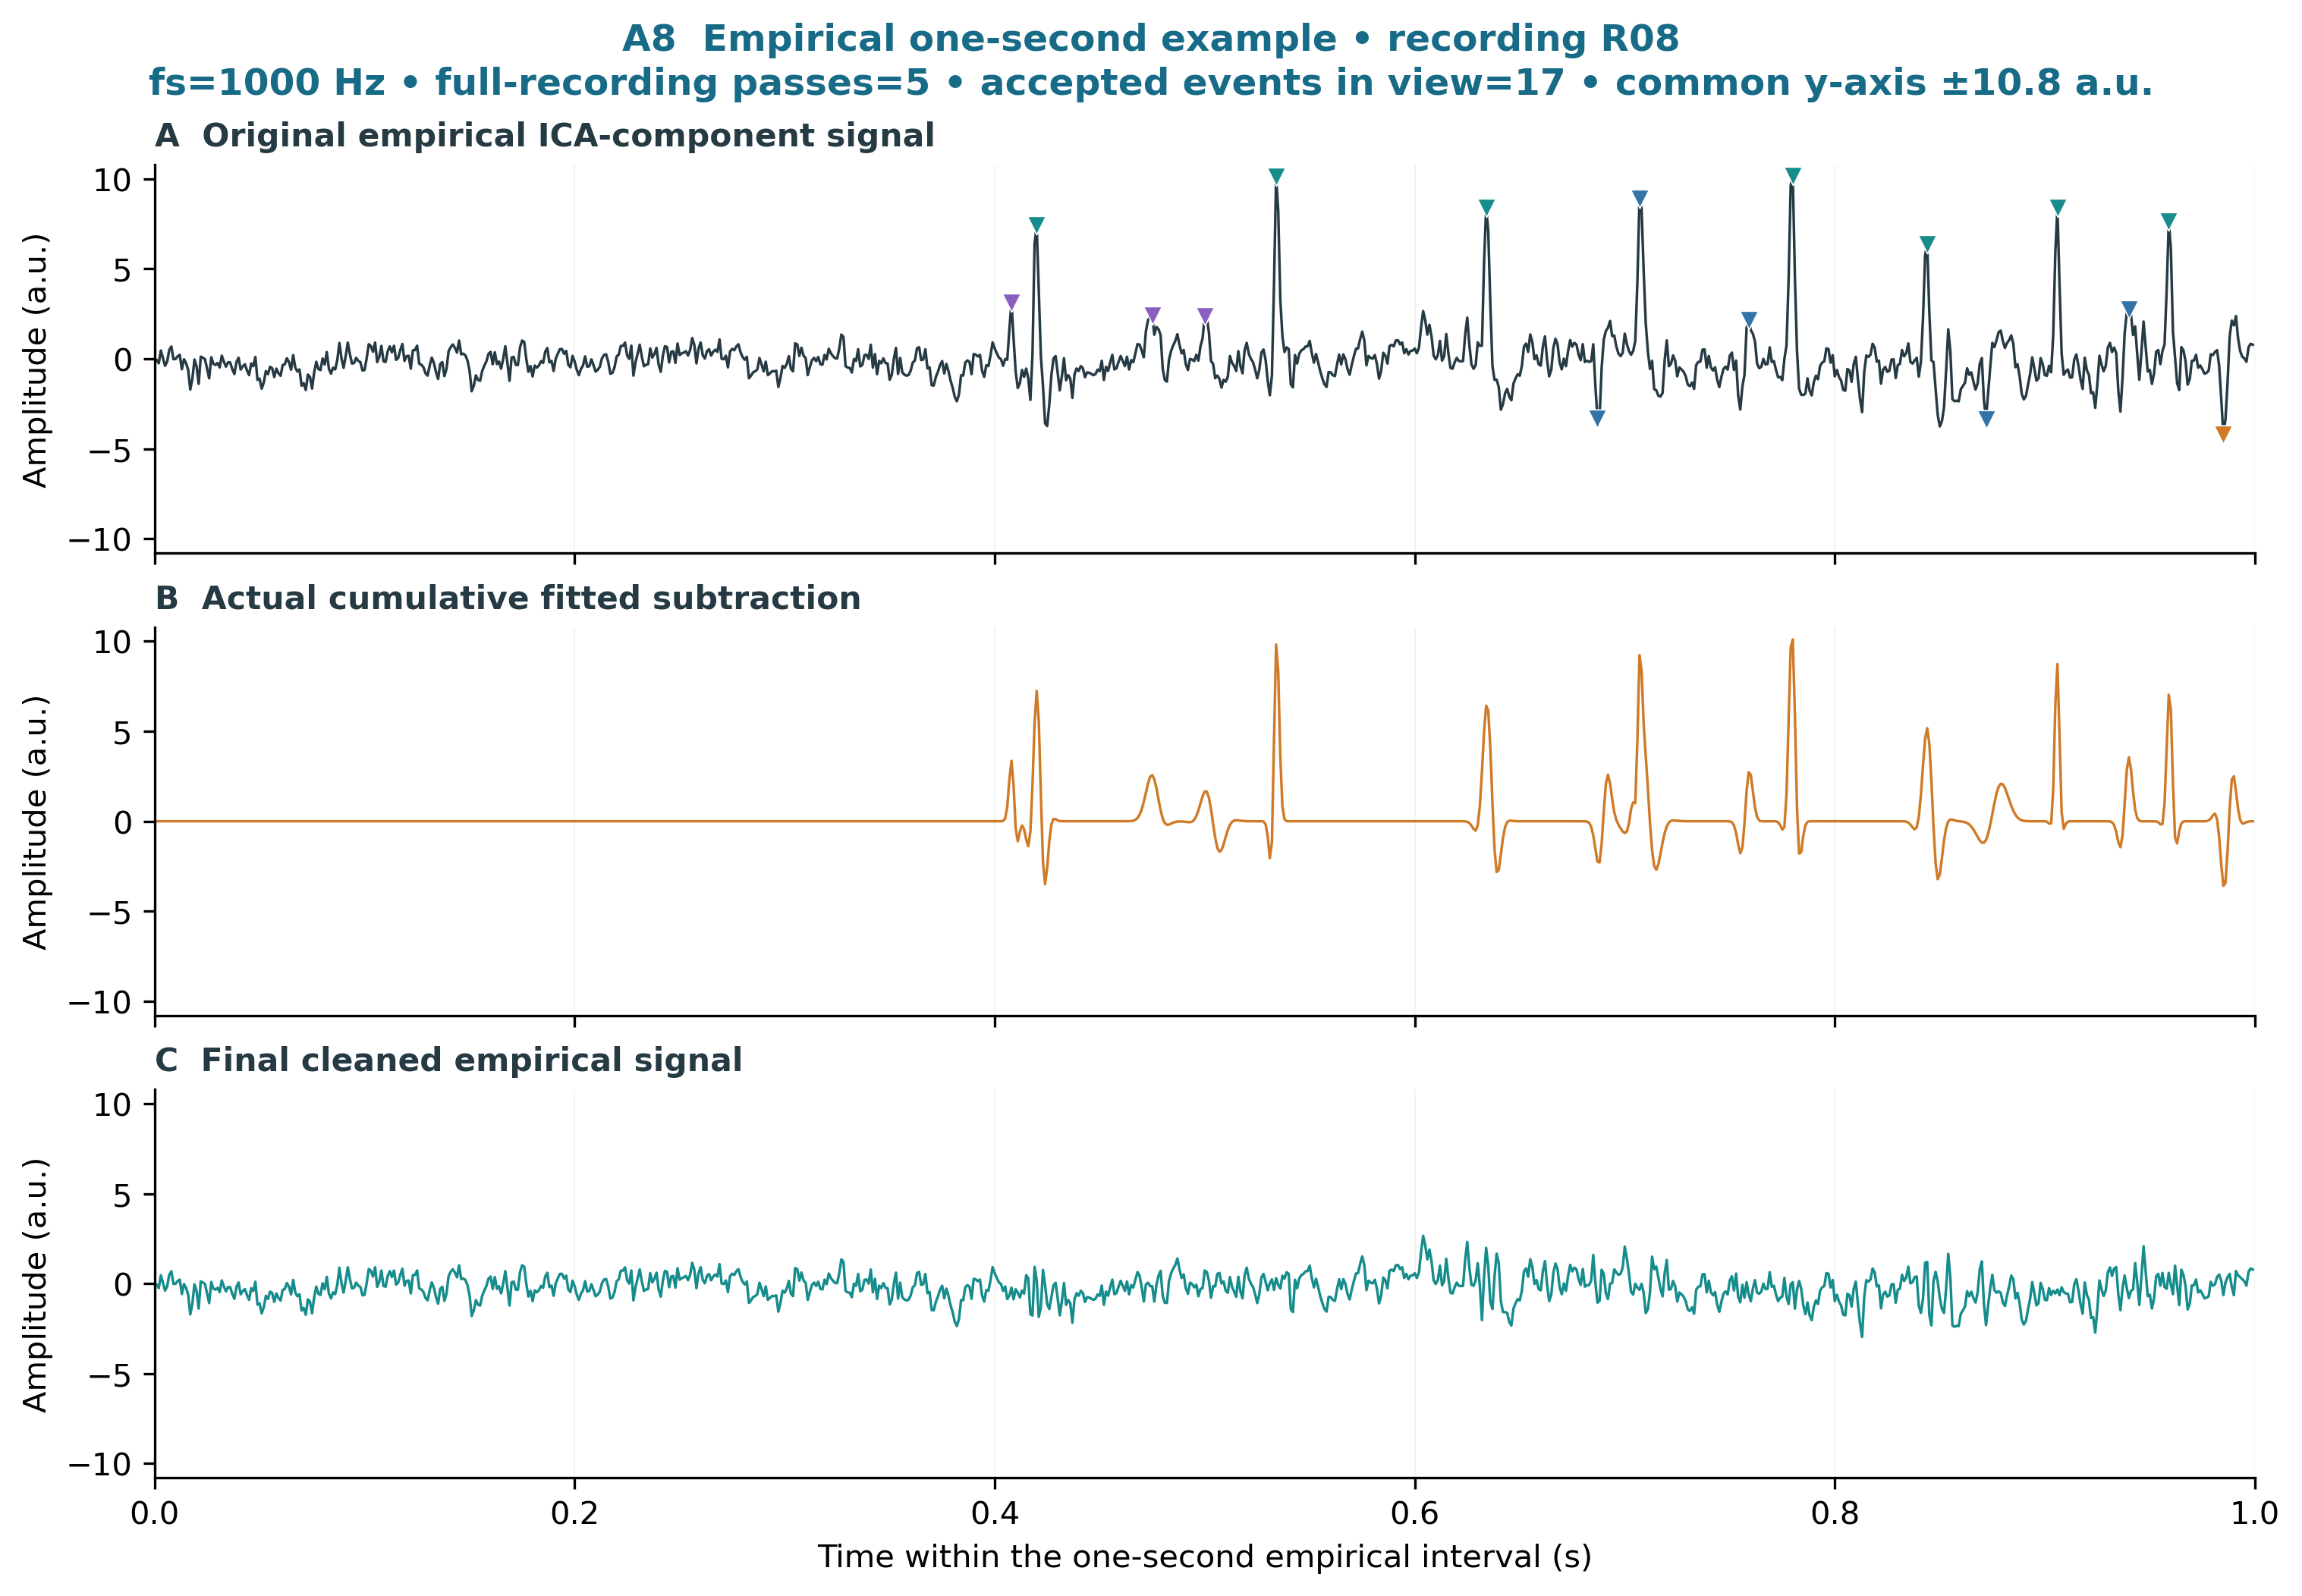 A8  Empirical one-second example • recording R08
fs=1000 Hz • full-recording passes=5 • accepted events in view=17 • common y-axis ±10.8 a.u.
A  Original empirical ICA-component signal
Amplitude (a.u.)
10
5
0
−5
−10
B  Actual cumulative fitted subtraction
Amplitude (a.u.)
10
5
0
−5
−10
C  Final cleaned empirical signal
Amplitude (a.u.)
10
5
0
−5
−10
0.0
0.2
0.4
0.6
0.8
1.0
Time within the one-second empirical interval (s)